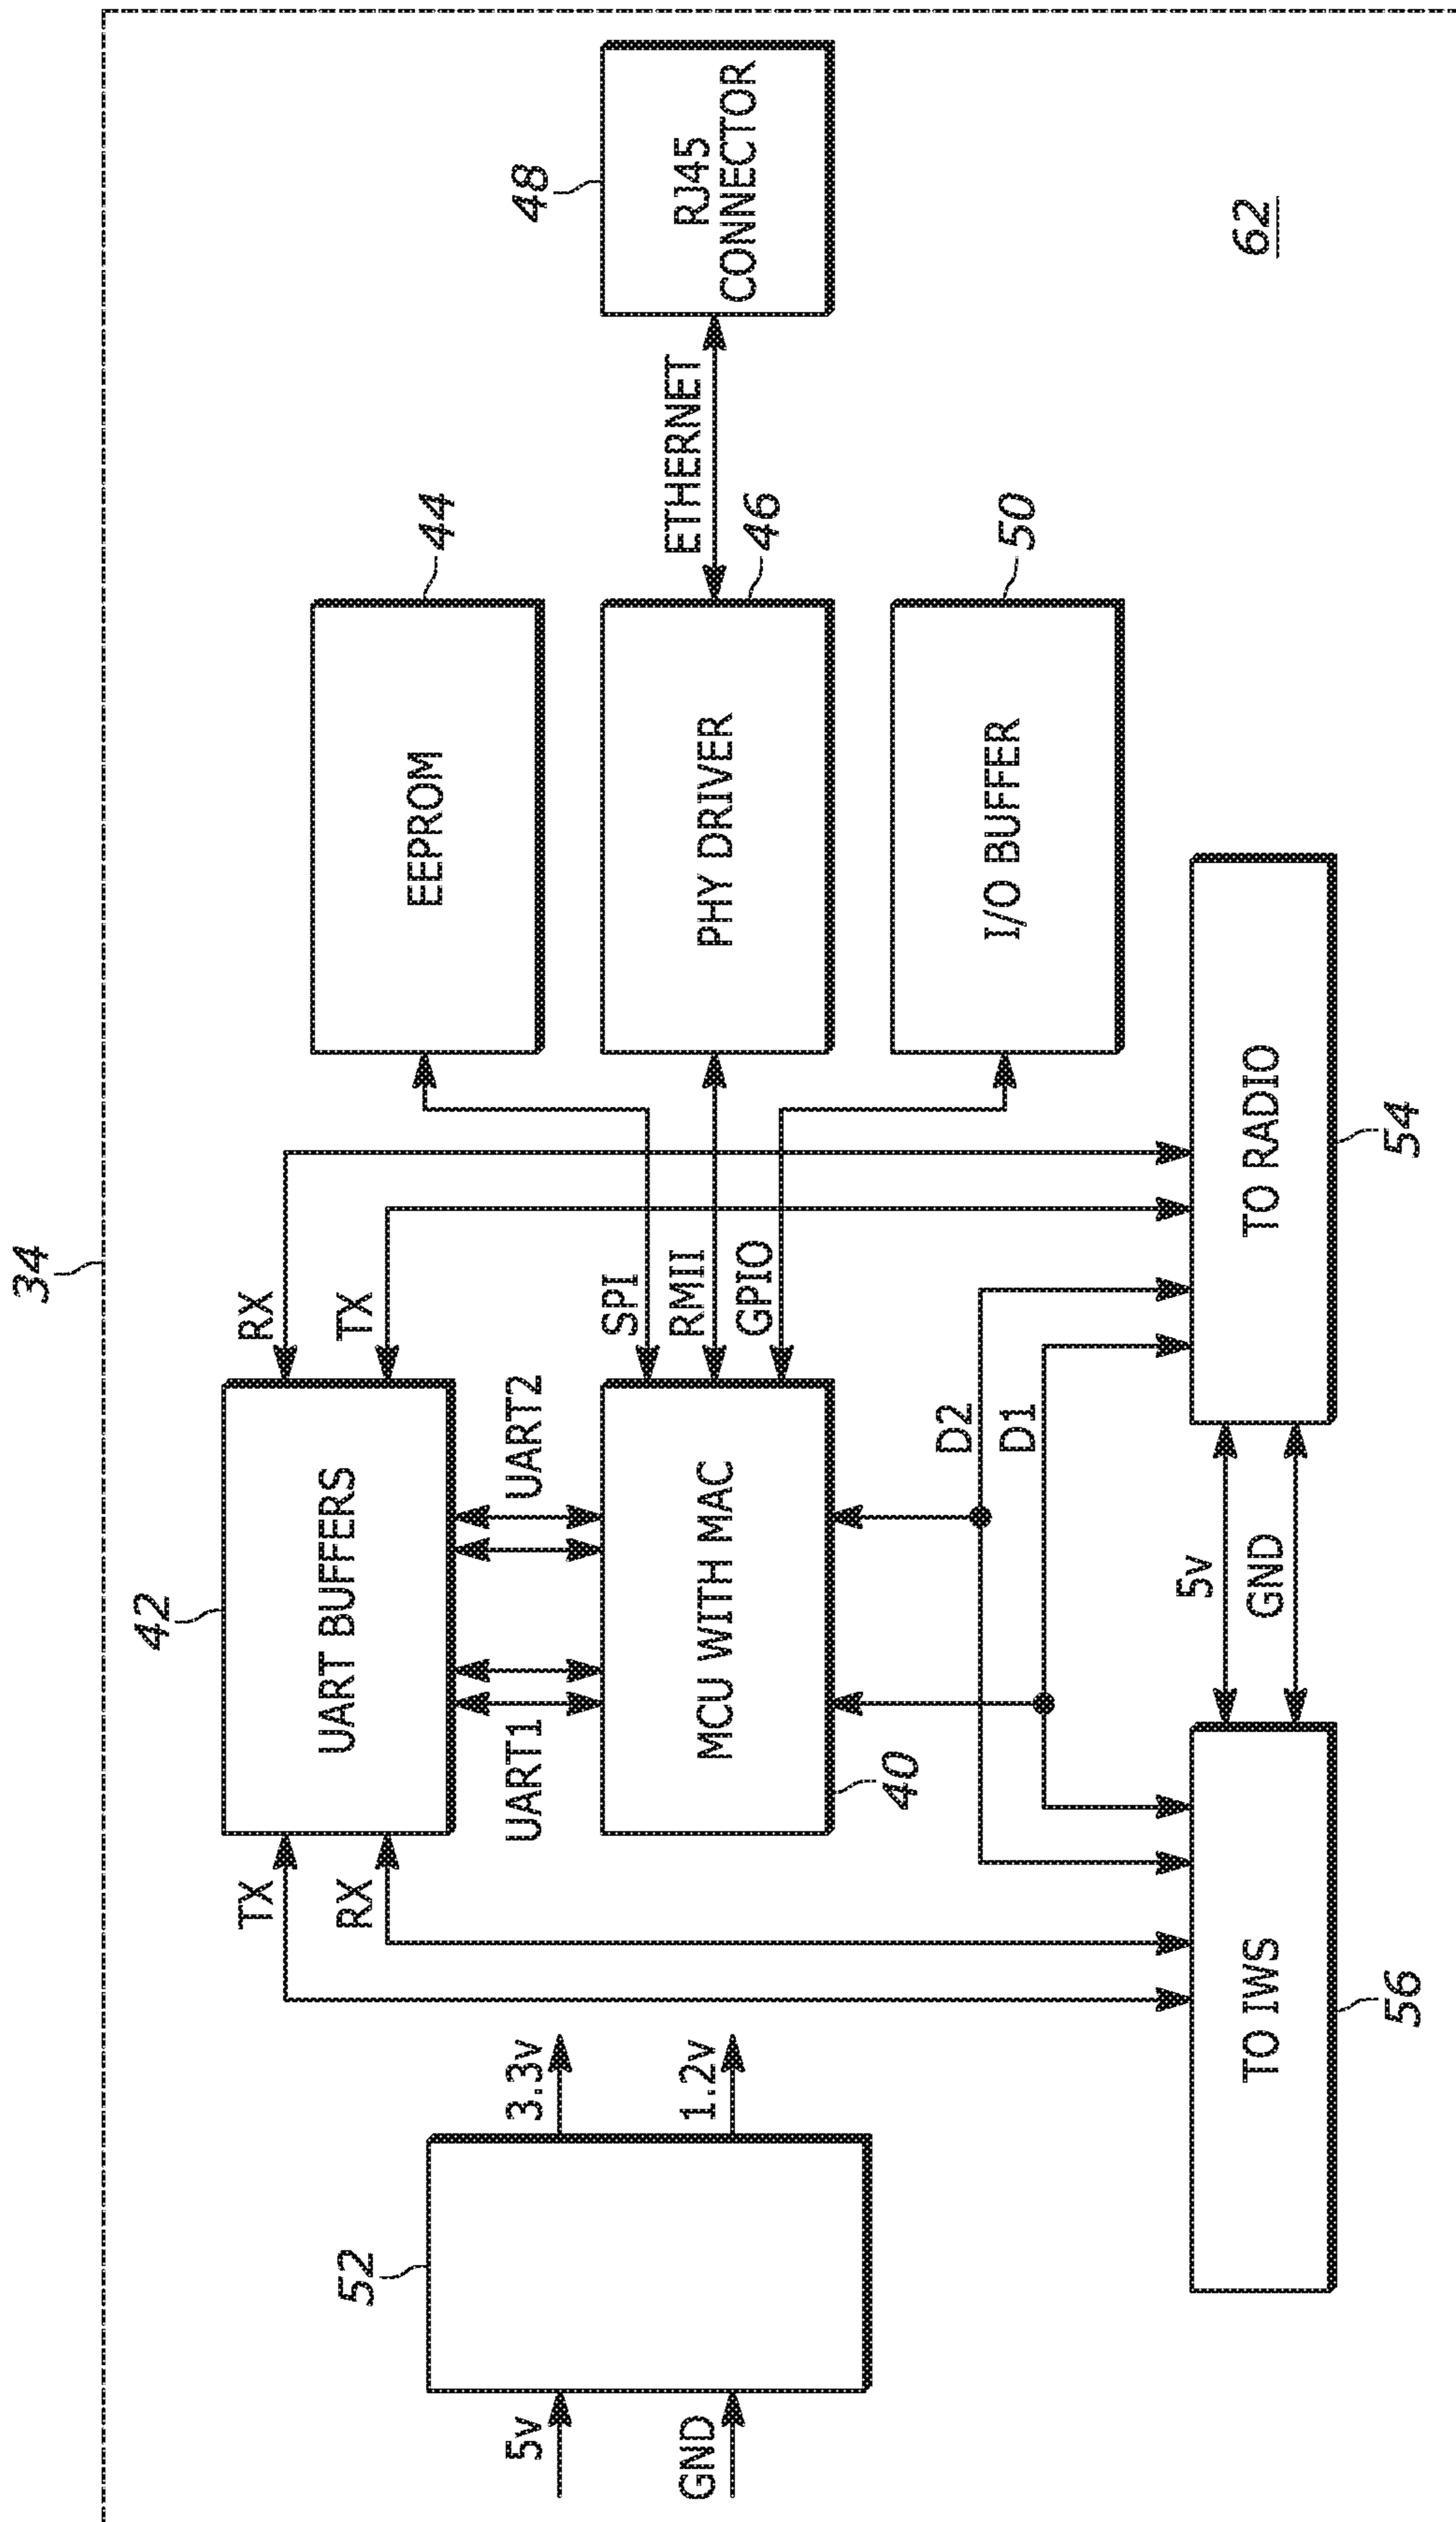 34
42
UART BUFFERS
TX
RX
RX
TX
UART1
UART2
MCU WITH MAC
40
SPI
RMII
GPIO
44
EEPROM
PHY DRIVER
46
ETHERNET
48
RJ45
CONNECTOR
50
I/O BUFFER
52
5v
GND
3.3v
1.2v
D2
D1
5v
GND
TO IWS
56
TO RADIO
54
62